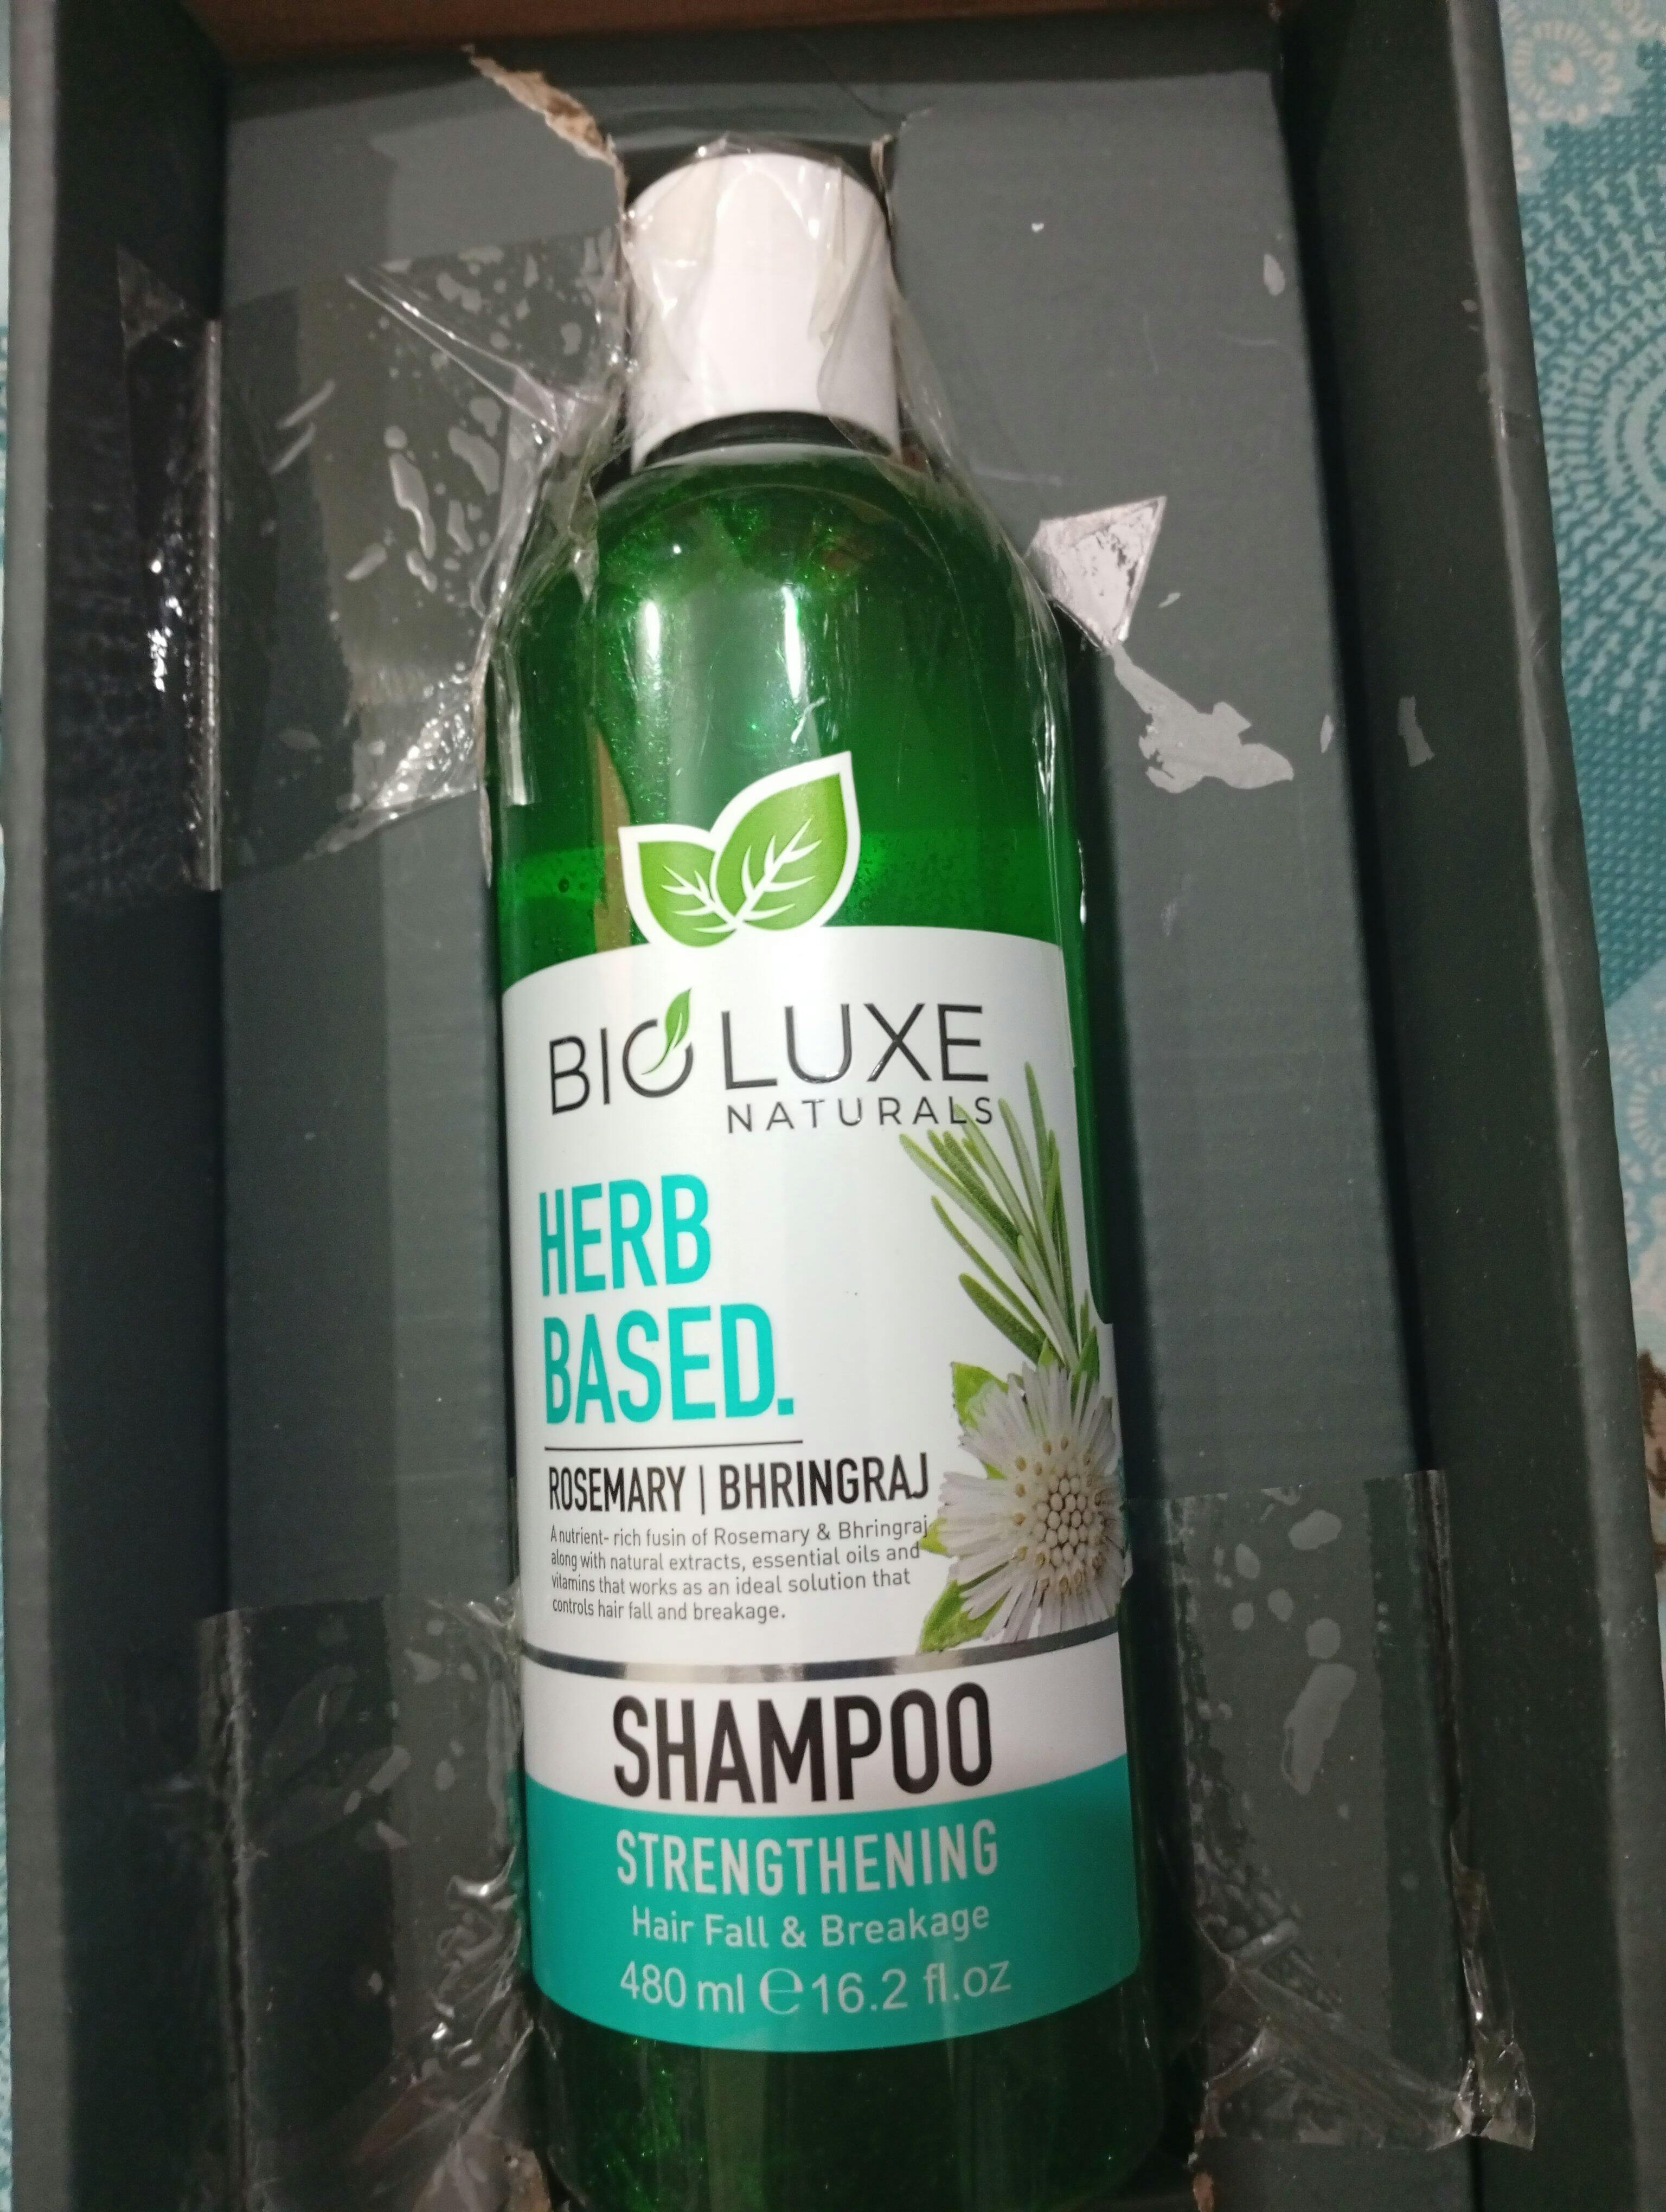 BIO LUXE
NATURALS
HERB
BASED.
ROSEMARY | BHRINGRAJ
A nutrient- rich fusin of Rosemary & Bhringraj
along with natural extracts, essential oils and
vitamins that works as an ideal solution that
controls hair fall and breakage.
SHAMPOO
STRENGTHENING
Hair Fall & Breakage
480 ml ℮ 16.2 fl.oz